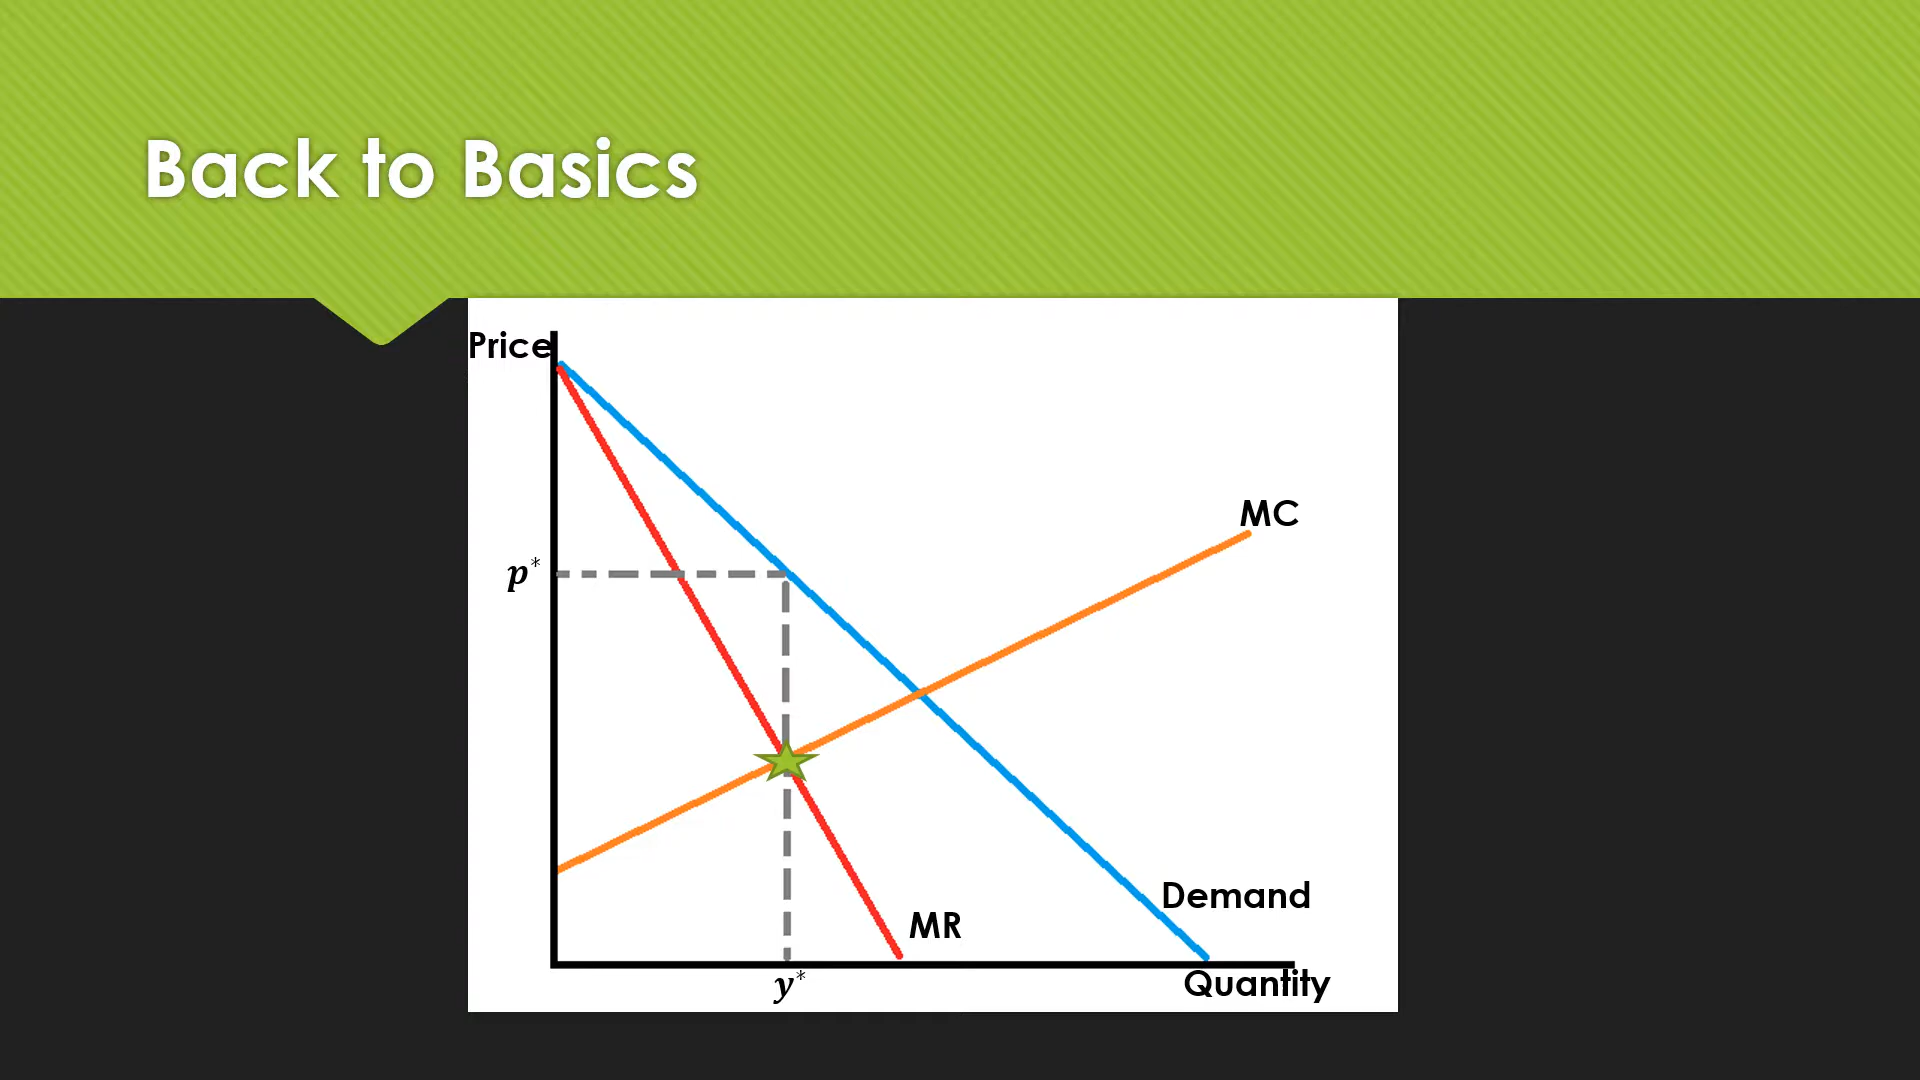 Back to Basics
Price
MC
p*
Demand
MR
y*
Quantity